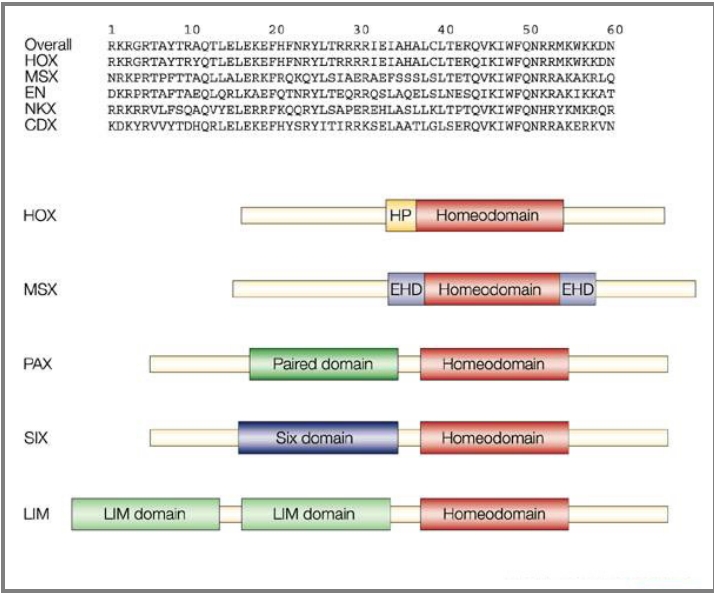 1 10 20 30 40 50 60
Overall RKRGRTAYTRAQTLELEKEFHFNRYLTRRRRIEIAHALCLTERQVKIWFQNRRMKWKKDN
HOX RKRGRTAYTRYQTLELEKEFHFNRYLTRRRRIEIAHALCLTERQVKIWFQNRRMKWKKDN
MSX NRKPRTPFTTAQLLALERKFRQKQYLSIAERAEFSSSLSLTETQVKIWFQNRRAKAKRLQ
EN DKRPRTAFTAEQLQRLKAEFQTNRYLTEQRRQSLAQELSLNESQIKIWFQNKRAKIKKAT
NKX RRKRRVLFSQAQVYELERRFKQQRYLSAPEREHLASLLKLTPTQVKIWFQNHRYKMKRQR
CDX KDKYRVVYTDHQRLELEKEFHYSRYITIRRKSELAATLGLSERQVKIWFQNRRAKERKVN
HOX HP Homeodomain
MSX EHD Homeodomain EHD
PAX Paired domain Homeodomain
SIX Six domain Homeodomain
LIM LIM domain LIM domain Homeodomain